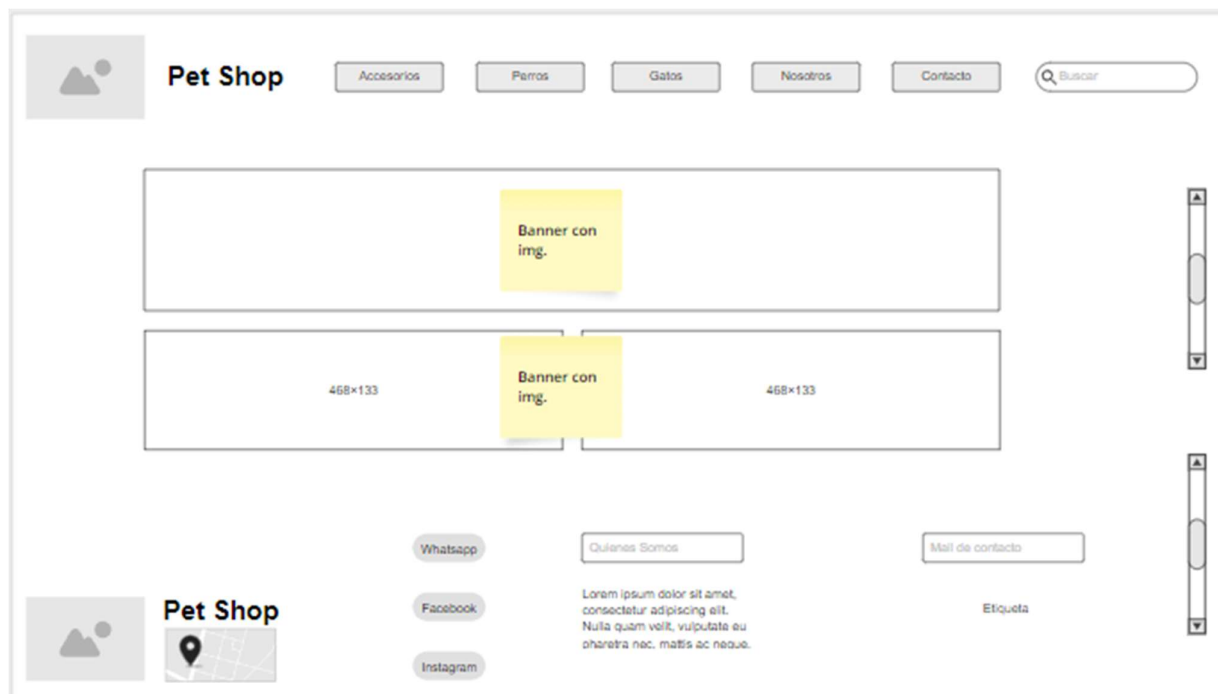 Pet Shop
Accesorios
Perros
Gatos
Nosotros
Contacto
Buscar
Banner con
img.
468×133
Banner con
img.
468×133
Whatsapp
Quienes Somos
Mail de contacto
Pet Shop
Facebook
Lorem ipsum dolor sit amet,
consectetur adipiscing elit.
Nulla quam velit, vulputate eu
pharetra nec, mattis ac neque.
Etiqueta
Instagram